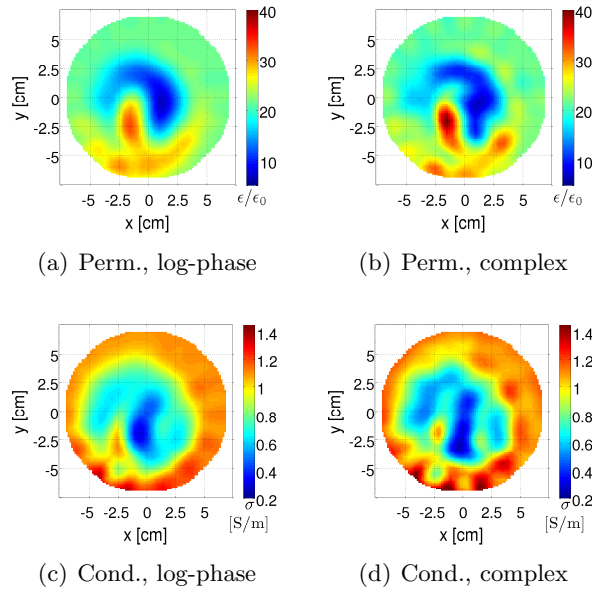 40
5
30
2.5
y [cm]
0
20
-2.5
-5
10
-5 -2.5 0 2.5 5
ϵ/ϵ0
x [cm]
(a) Perm., log-phase
40
5
30
2.5
y [cm]
0
20
-2.5
-5
10
-5 -2.5 0 2.5 5
ϵ/ϵ0
x [cm]
(b) Perm., complex
1.4
5
1.2
2.5
1
y [cm]
0
0.8
-2.5
0.6
-5
0.4
σ 0.2
-5 -2.5 0 2.5 5
[S/m]
x [cm]
(c) Cond., log-phase
1.4
5
1.2
2.5
1
y [cm]
0
0.8
-2.5
0.6
-5
0.4
σ 0.2
-5 -2.5 0 2.5 5
[S/m]
x [cm]
(d) Cond., complex